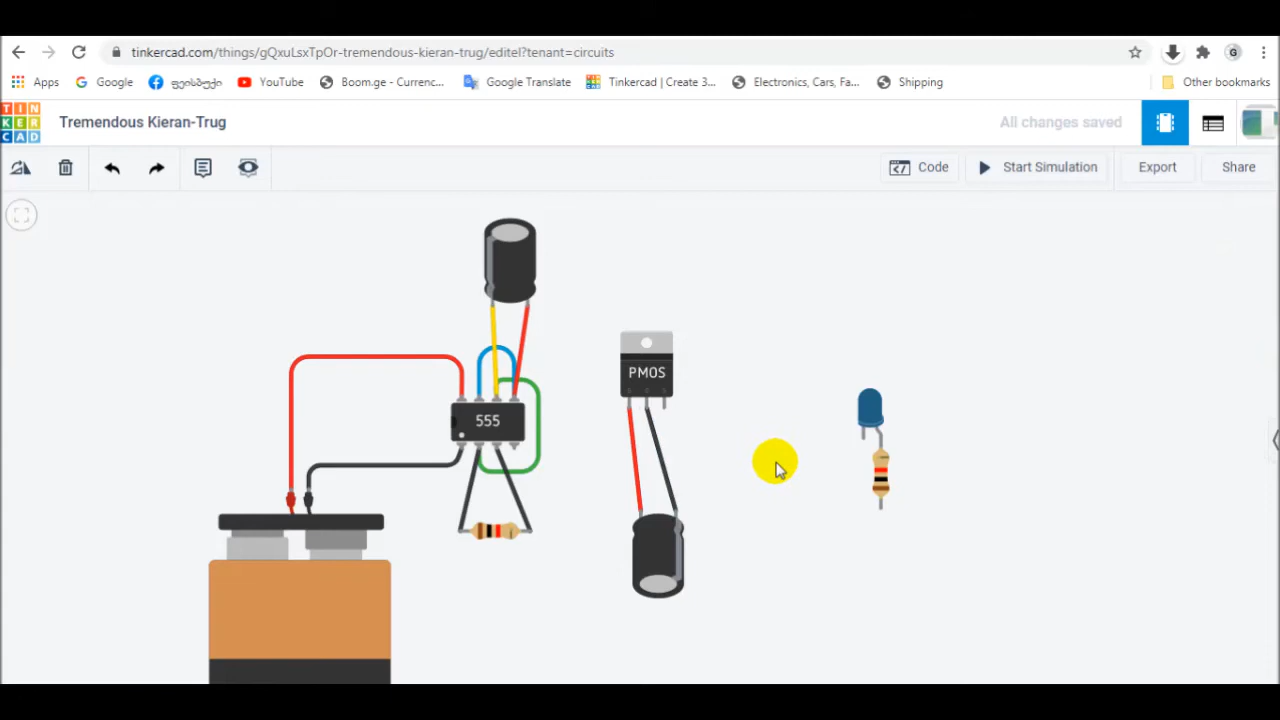 tinkercad.com/things/gQxuLsxTpOr-tremendous-kieran-trug/editel?tenant=circuits
G
Apps
Google
ფეისბუქი
YouTube
Boom.ge - Currenc...
Google Translate
Tinkercad | Create 3...
Electronics, Cars, Fa...
Shipping
Other bookmarks
TIN
KER
CAD
Tremendous Kieran-Trug
All changes saved
Code
Start Simulation
Export
Share
PMOS
555